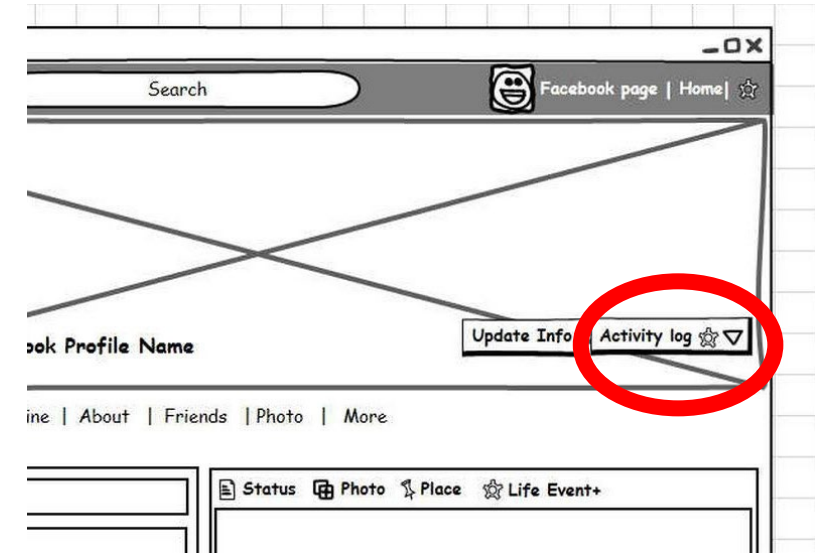 Search
Facebook page | Home|
Update Info Activity log
ook Profile Name
ine | About | Friends | Photo | More
Status Photo Place Life Event+